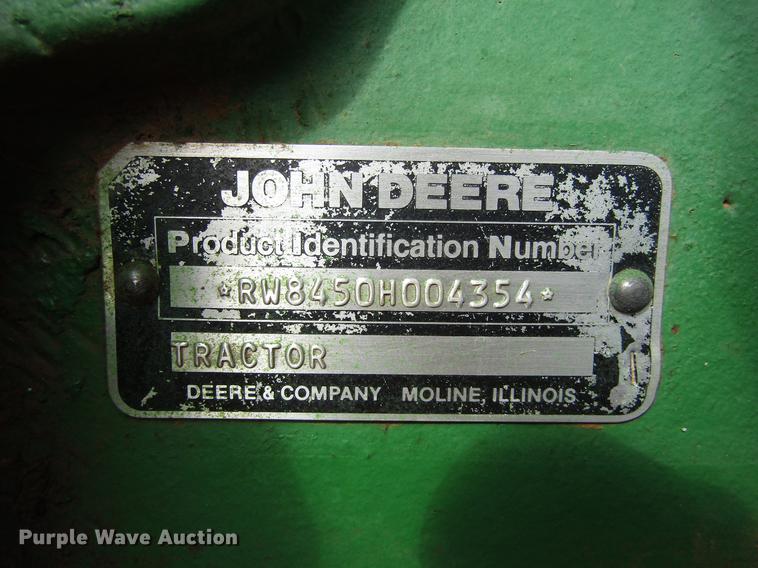 JOHN DEERE
Product Identification Number
*RW8450H004354*
TRACTOR
DEERE & COMPANY MOLINE, ILLINOIS
Purple Wave Auction